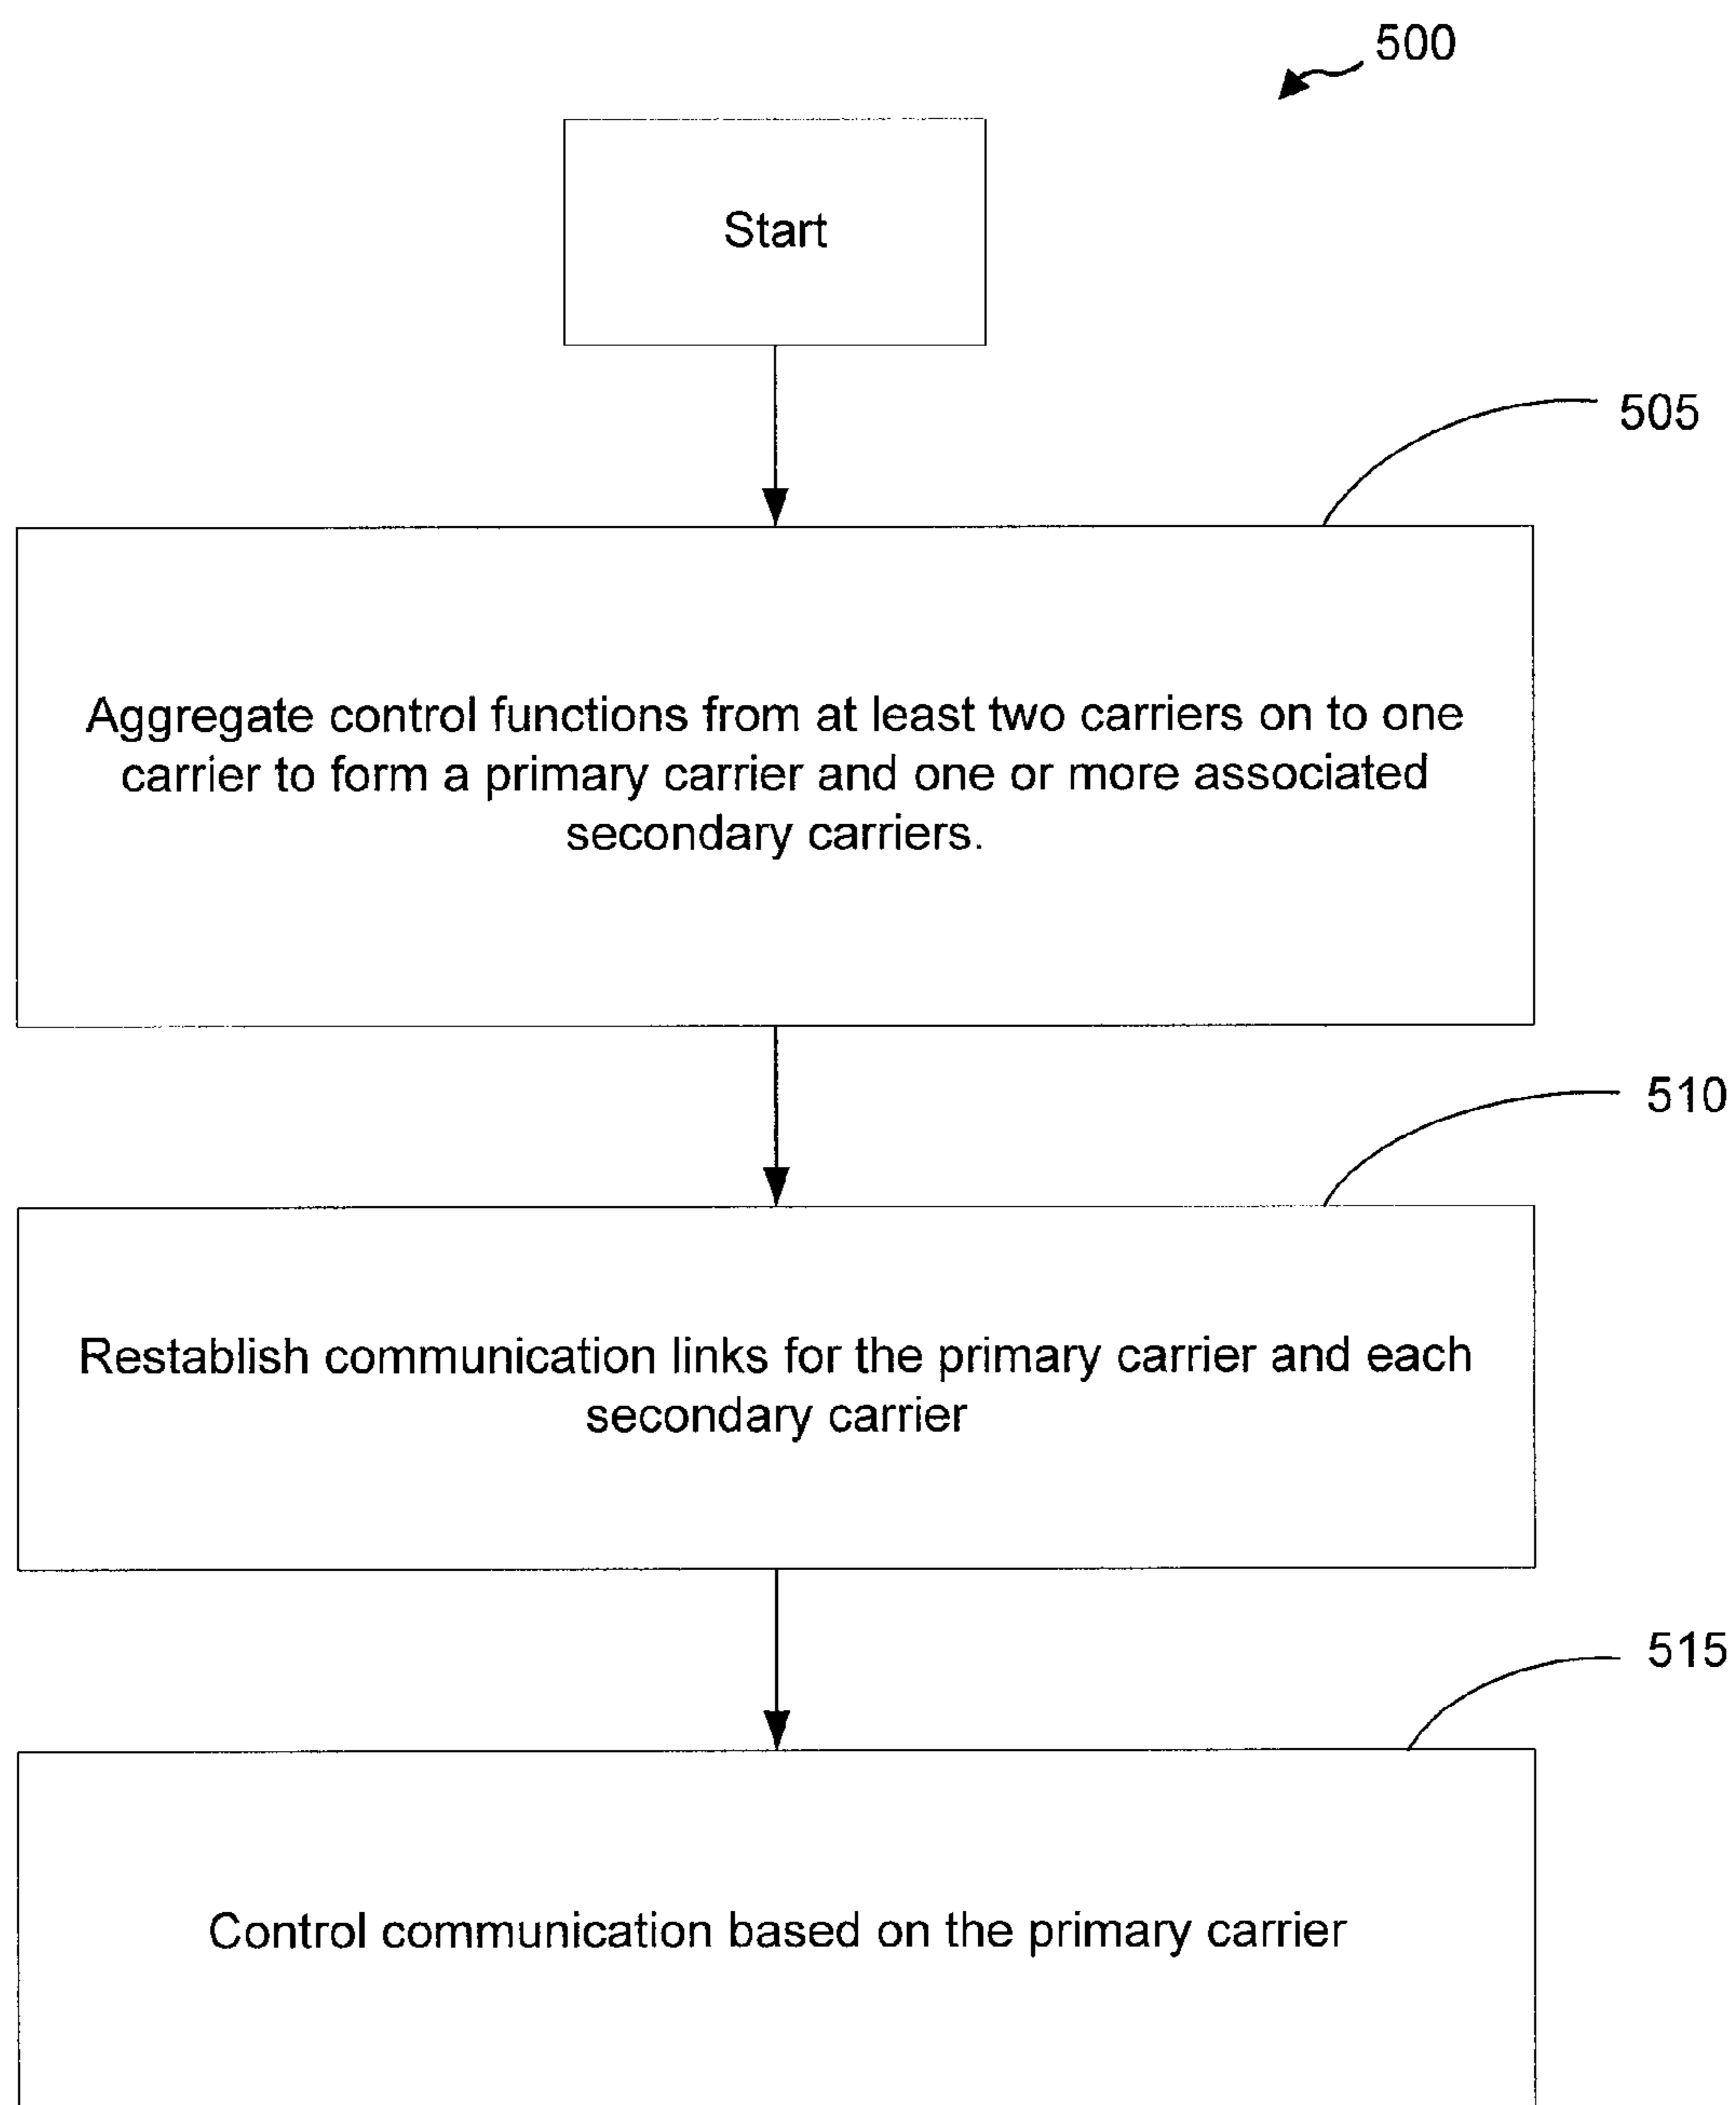 500
Start
505
Aggregate control functions from at least two carriers on to one
carrier to form a primary carrier and one or more associated
secondary carriers.
510
Restablish communication links for the primary carrier and each
secondary carrier
515
Control communication based on the primary carrier